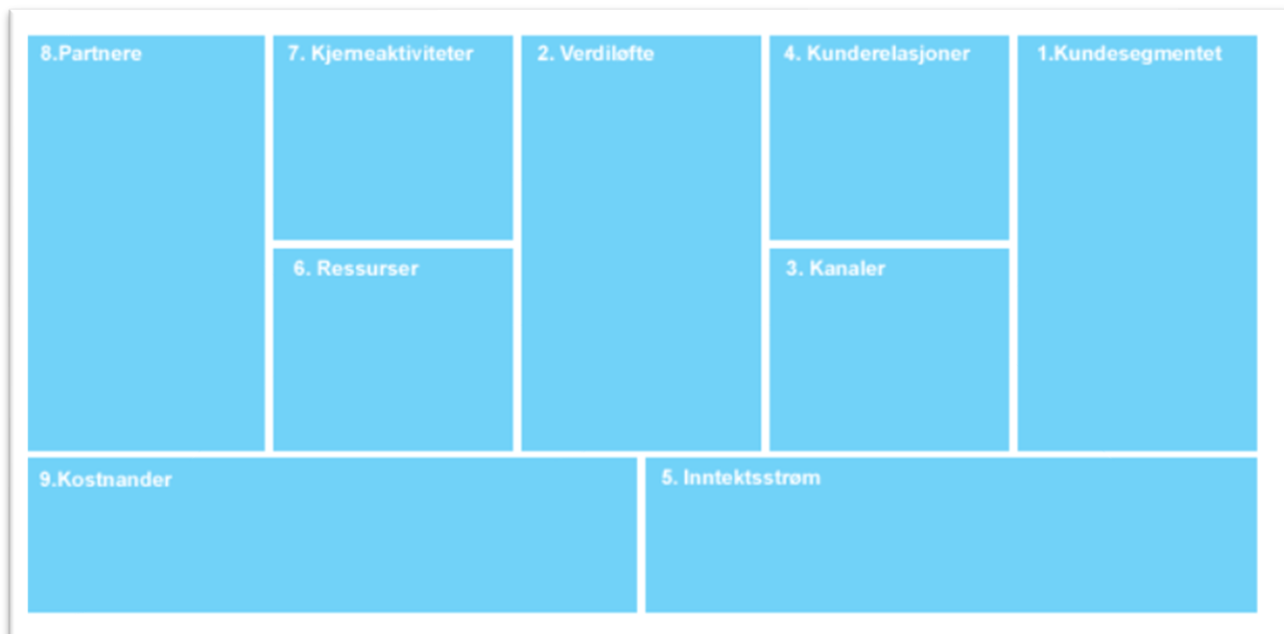 8.Partnere
7. Kjerneaktiviteter
2. Verdiløfte
4. Kunderelasjoner
1.Kundesegmentet
6. Ressurser
3. Kanaler
9.Kostnander
5. Inntektsstrøm